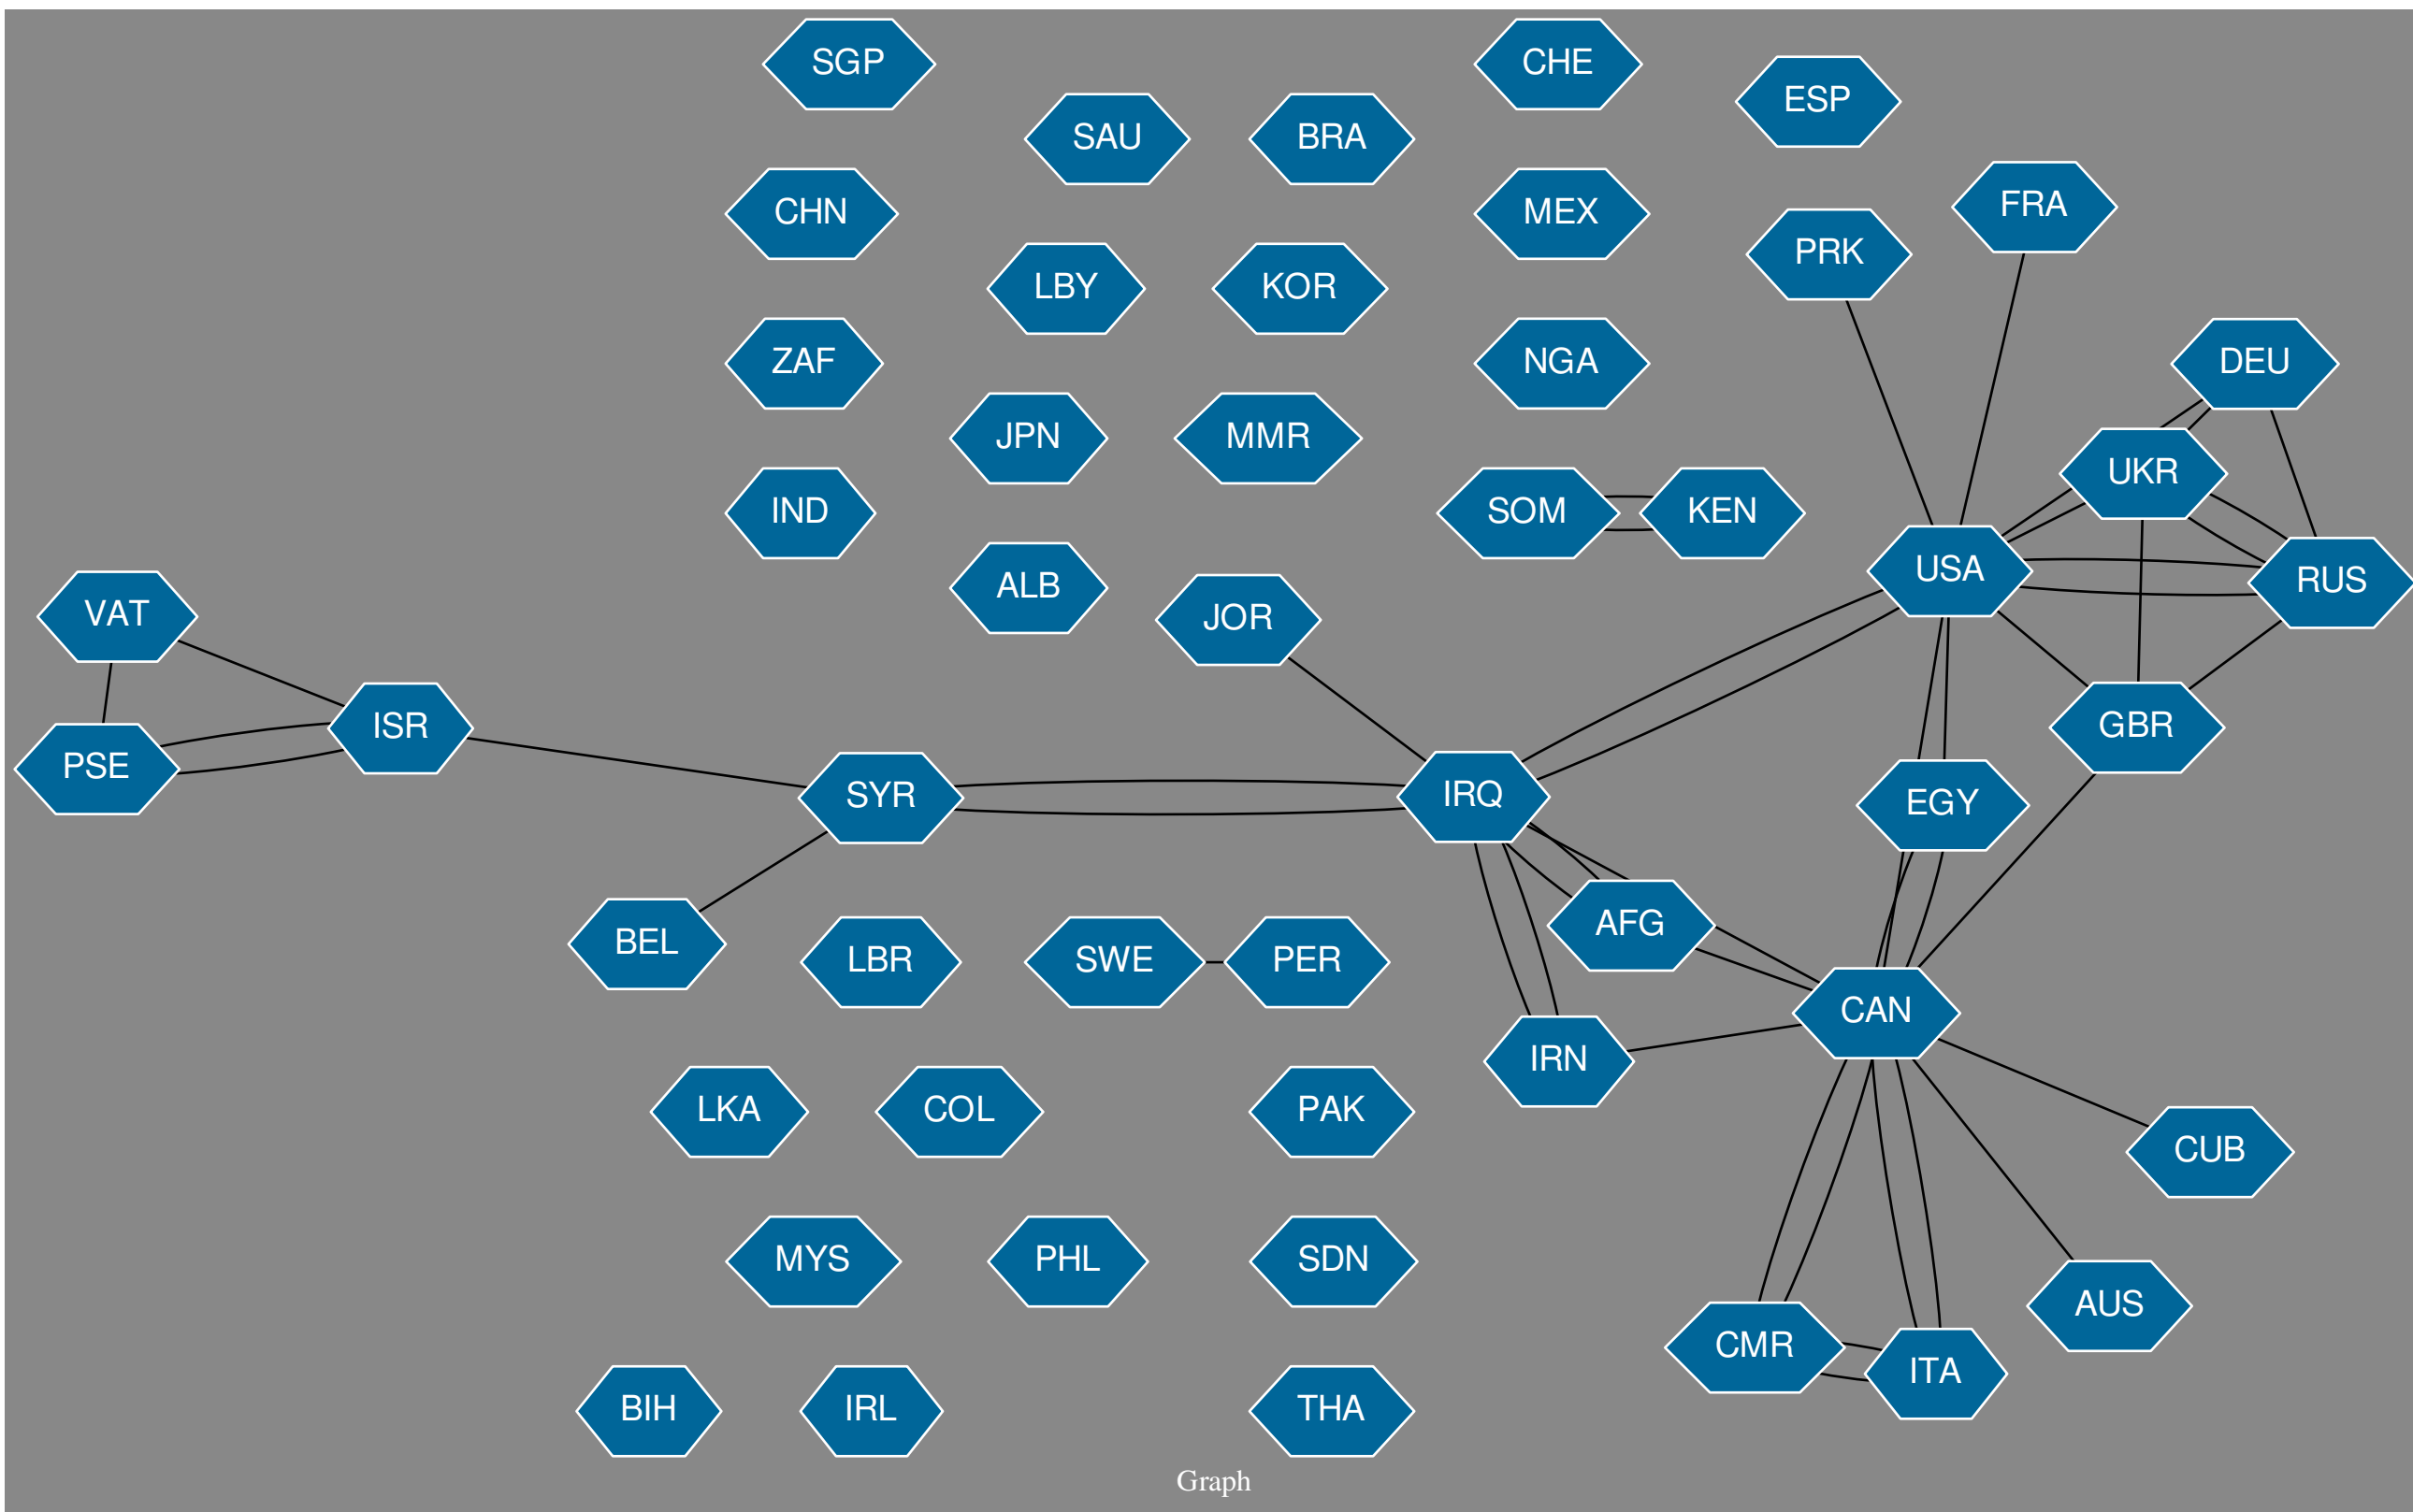 SGP
CHE
ESP
SAU
BRA
CHN
MEX
FRA
PRK
LBY
KOR
ZAF
NGA
DEU
JPN
MMR
UKR
IND
SOM
KEN
USA
RUS
ALB
VAT
JOR
ISR
GBR
PSE
SYR
IRQ
EGY
AFG
BEL
LBR
SWE
PER
CAN
IRN
LKA
COL
PAK
CUB
MYS
PHL
SDN
AUS
CMR
ITA
BIH
IRL
THA
Graph